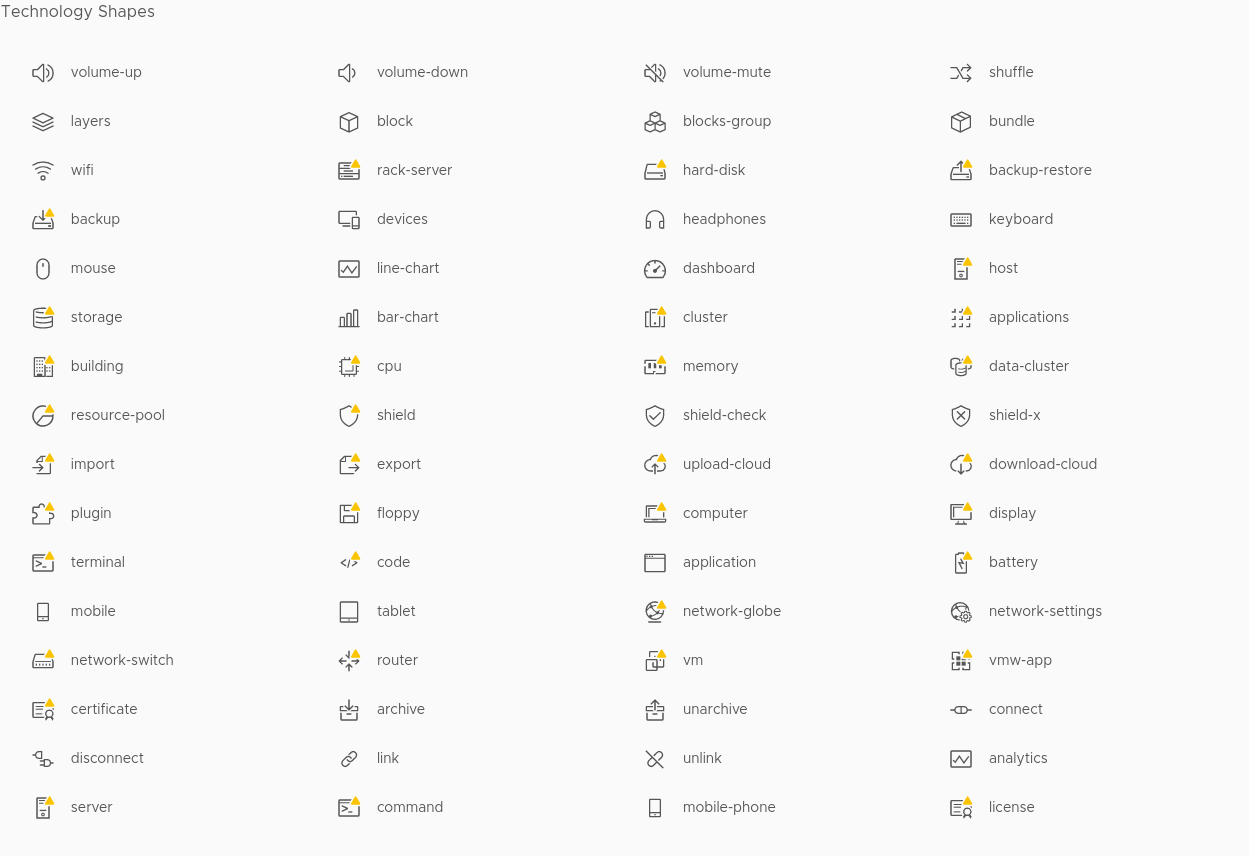 Technology Shapes
volume-up volume-down volume-mute shuffle
layers block blocks-group bundle
wifi rack-server hard-disk backup-restore
backup devices headphones keyboard
mouse line-chart dashboard host
storage bar-chart cluster applications
building cpu memory data-cluster
resource-pool shield shield-check shield-x
import export upload-cloud download-cloud
plugin floppy computer display
terminal code application battery
mobile tablet network-globe network-settings
network-switch router vm vmw-app
certificate archive unarchive connect
disconnect link unlink analytics
server command mobile-phone license